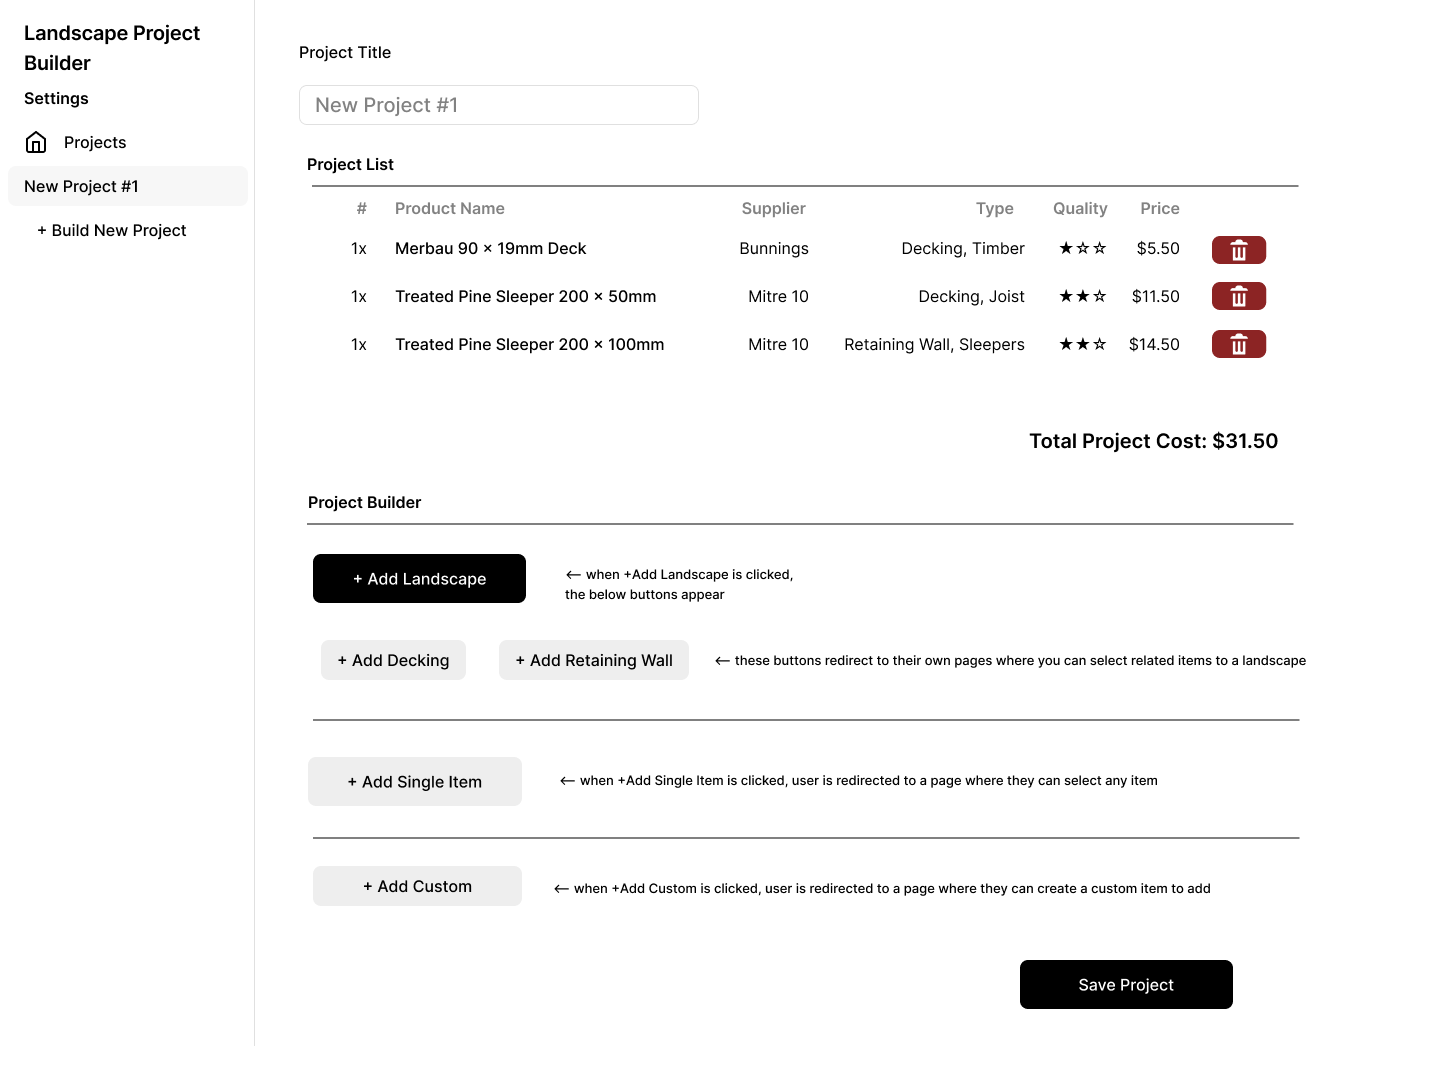 Landscape Project
Builder
Settings
Projects
New Project #1
+ Build New Project
Project Title
New Project #1
Project List
# Product Name Supplier Type Quality Price
1x Merbau 90 x 19mm Deck Bunnings Decking, Timber ★☆☆ $5.50
1x Treated Pine Sleeper 200 x 50mm Mitre 10 Decking, Joist ★★☆ $11.50
1x Treated Pine Sleeper 200 x 100mm Mitre 10 Retaining Wall, Sleepers ★★☆ $14.50
Total Project Cost: $31.50
Project Builder
+ Add Landscape
<- when +Add Landscape is clicked,
the below buttons appear
+ Add Decking
+ Add Retaining Wall
<- these buttons redirect to their own pages where you can select related items to a landscape
+ Add Single Item
<- when +Add Single Item is clicked, user is redirected to a page where they can select any item
+ Add Custom
<- when +Add Custom is clicked, user is redirected to a page where they can create a custom item to add
Save Project